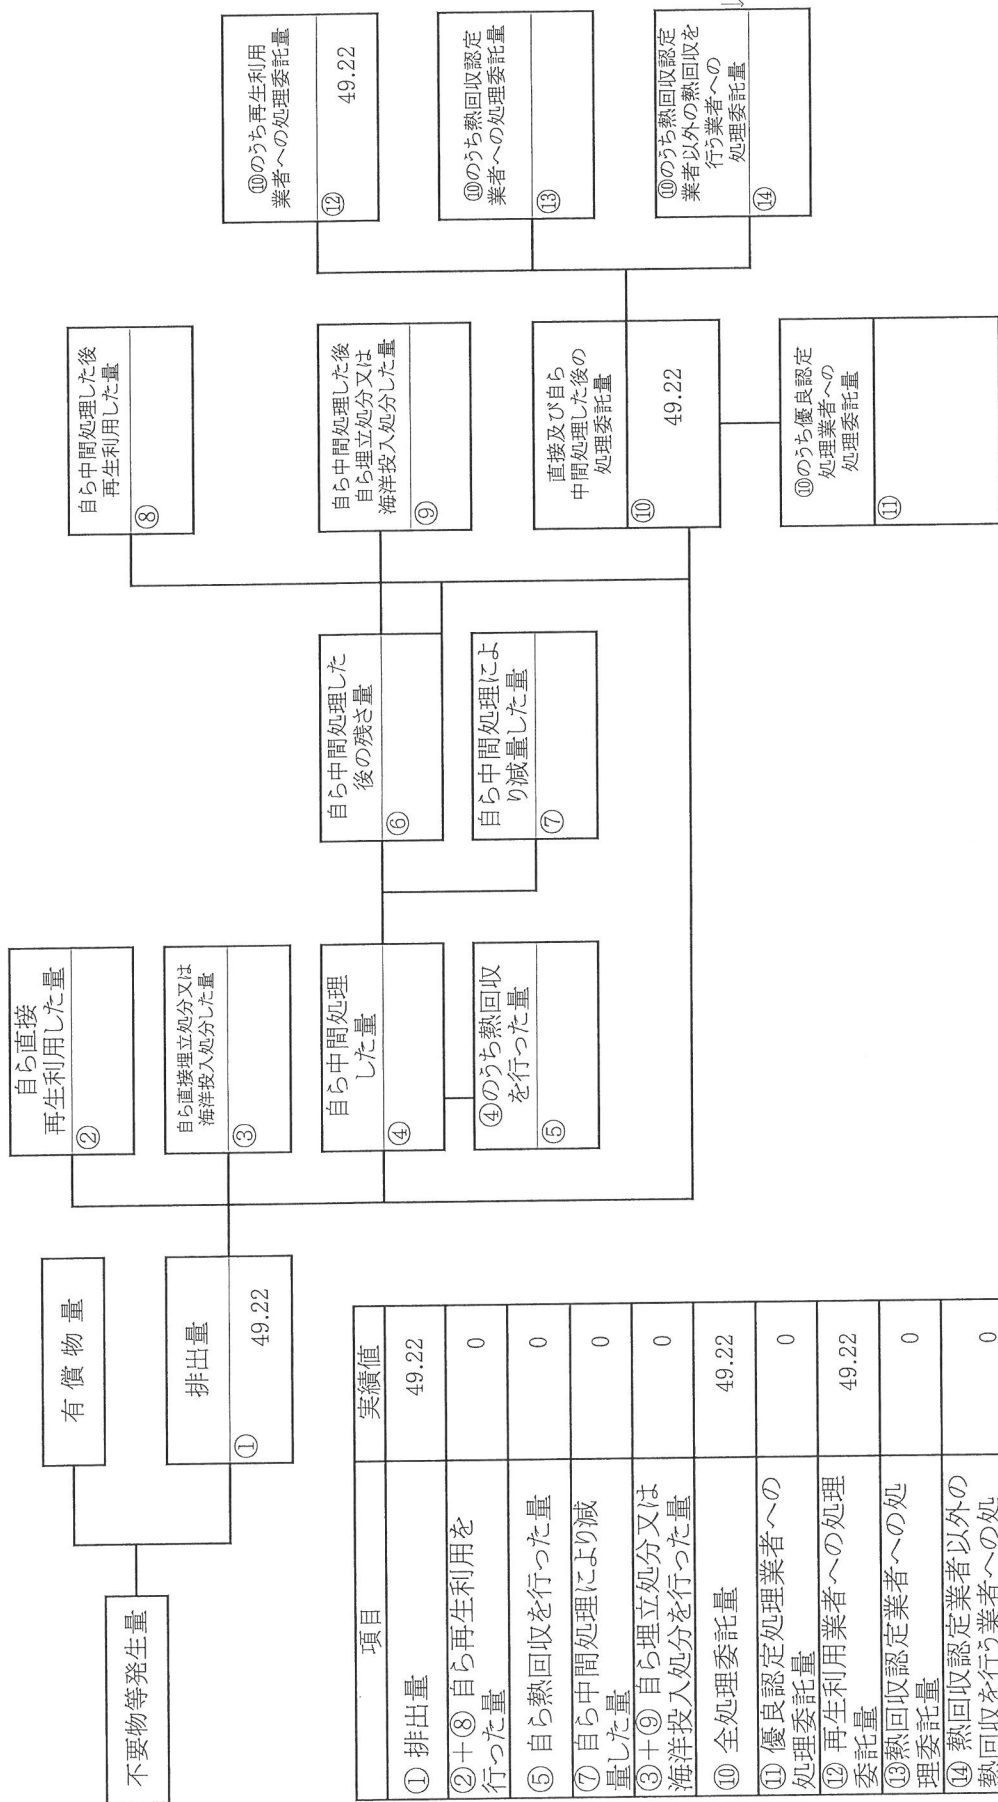 不要物等発生量
有償物量
排出量
①
49.22
自ら直接
再生利用した量
②
自ら直接埋立処分又は
海洋投入処分した量
③
自ら中間処理
した量
④
④のうち熱回収
を行った量
⑤
自ら中間処理した
後の残さ量
⑥
自ら中間処理によ
り減量した量
⑦
自ら中間処理した後
再生利用した量
⑧
自ら中間処理した後
自ら埋立処分又は
海洋投入処分した量
⑨
直接及び自ら
中間処理した後の
処理委託量
⑩
49.22
⑩のうち優良認定
処理業者への
処理委託量
⑪
⑩のうち再生利用
業者への処理委託量
⑫
49.22
⑩のうち熱回収認定
業者への処理委託量
⑬
⑩のうち熱回収認定
業者以外の熱回収を
行う業者への
処理委託量
⑭
項目 実績値
① 排出量 49.22
②+⑧ 自ら再生利用を
行った量 0
⑤ 自ら熱回収を行った量 0
⑦ 自ら中間処理により減
量した量 0
③+⑨ 自ら埋立処分又は
海洋投入処分を行った量 0
⑩ 全処理委託量 49.22
⑪ 優良認定処理業者への
処理委託量 0
⑫ 再生利用業者への処理
委託量 49.22
⑬熱回収認定業者への処
理委託量 0
⑭ 熱回収認定業者以外の
熱回収を行う業者への処 0